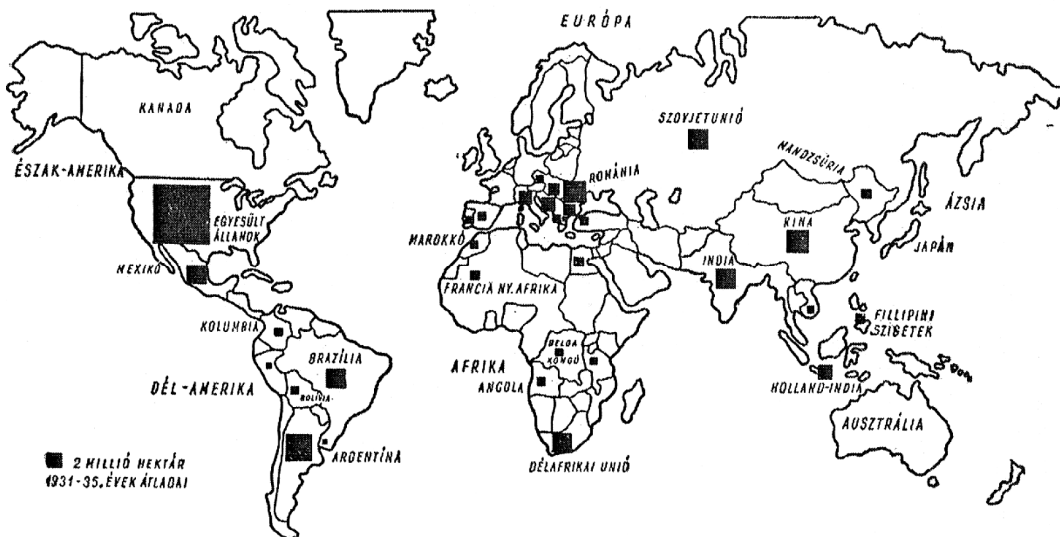 EURÓPA
KANADA
SZOVJETUNIÓ
MANDZSÚRIA
ÉSZAK-AMERIKA
ROMÁNIA
ÁZSIA
EGYESÜLT
ÁLLAMOK
KINA
MAROKKÓ
JAPÁN
MEXIKÓ
INDIA
FRANCIA NY. AFRIKA
KOLUMBIA
FILLIPINI
SZIGETEK
BELGA
KONGÓ
BRAZÍLIA
AFRIKA
ANGOLA
DÉL-AMERIKA
HOLLAND-INDIA
BOLIVIA
AUSZTRÁLIA
ARGENTÍNA
DÉLAFRIKAI UNIÓ
2 MILLIÓ HEKTÁR
1931-35. ÉVEK ÁTLAGAI